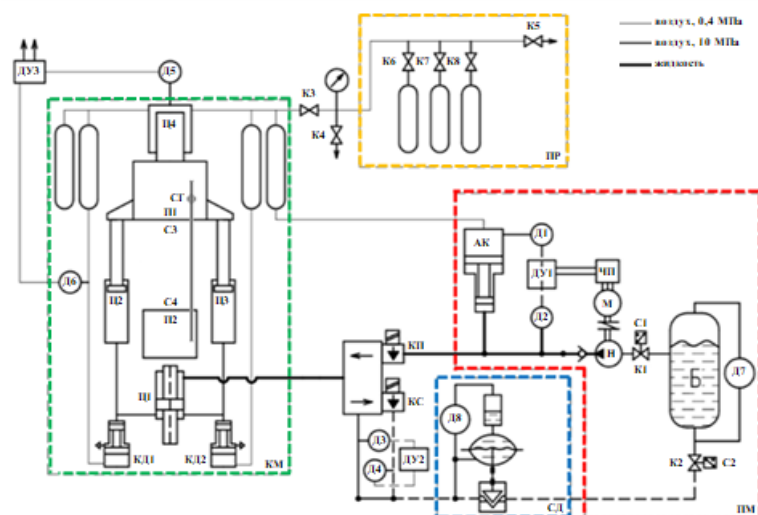 К5
воздух, 0,4 МПа
воздух, 10 МПа
жидкость
ДУ3
Д5
К6
К7
К8
К3
К4
ПР
Ц4
СГ
П1
С3
Д6
Ц2
С4
П2
Ц3
АК
Д1
ДУ1
ЧП
М
Д2
Н
С1
К1
Б
Д7
КП
КС
Ц1
Д8
Д3
Д4
ДУ2
К2
С2
КД1
КД2
КМ
СД
ПМ